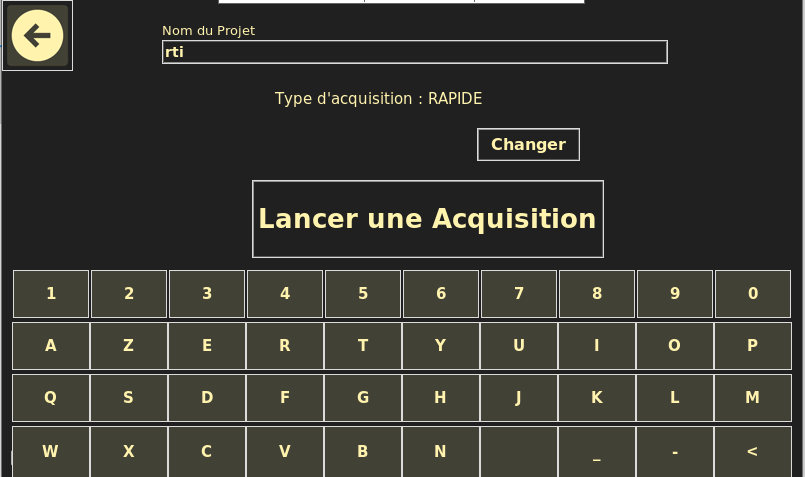 Nom du Projet
rti
Type d'acquisition : RAPIDE
Changer
Lancer une Acquisition
1 2 3 4 5 6 7 8 9 0
A Z E R T Y U I O P
Q S D F G H J K L M
W X C V B N _ - <